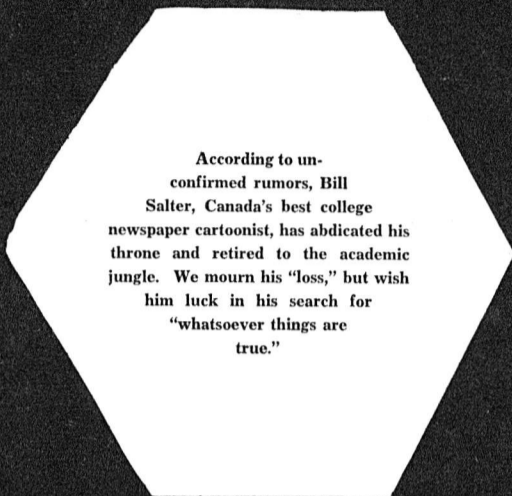 According to un-
confirmed rumors, Bill
Salter, Canada's best college
newspaper cartoonist, has abdicated his
throne and retired to the academic
jungle. We mourn his “loss,” but wish
him luck in his search for
“whatsoever things are
true.”